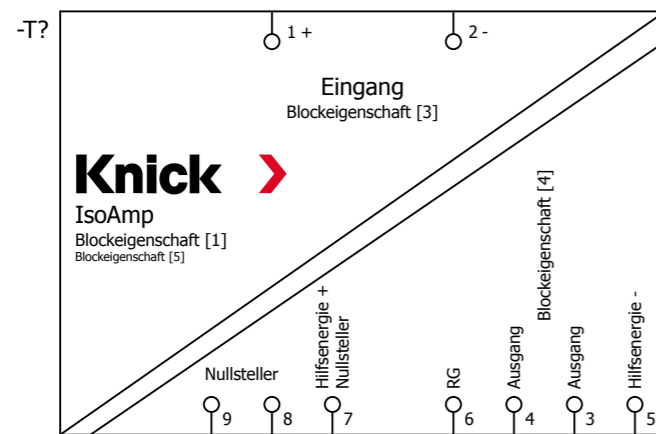 -T?
1 +
2 -
Eingang
Blockeigenschaft [3]
Knick
IsoAmp
Blockeigenschaft [1]
Blockeigenschaft [5]
Blockeigenschaft [4]
Nullsteller
Hilfsenergie +
Nullsteller
RG
Ausgang
Ausgang
Hilfsenergie -
9
8
7
6
4
3
5